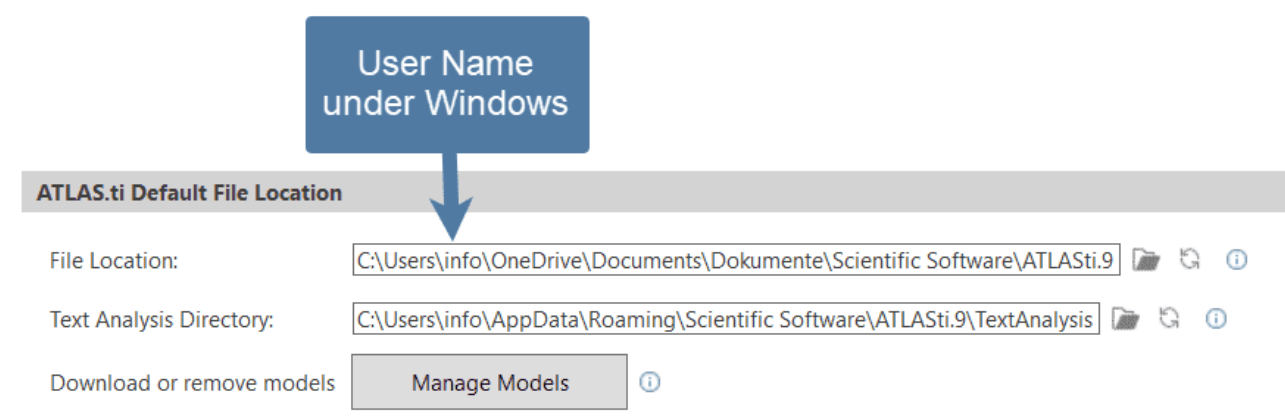 User Name
under Windows
ATLAS.ti Default File Location
File Location: C:\Users\info\OneDrive\Documents\Dokumente\Scientific Software\ATLASti.9
Text Analysis Directory: C:\Users\info\AppData\Roaming\Scientific Software\ATLASti.9\TextAnalysis
Download or remove models Manage Models